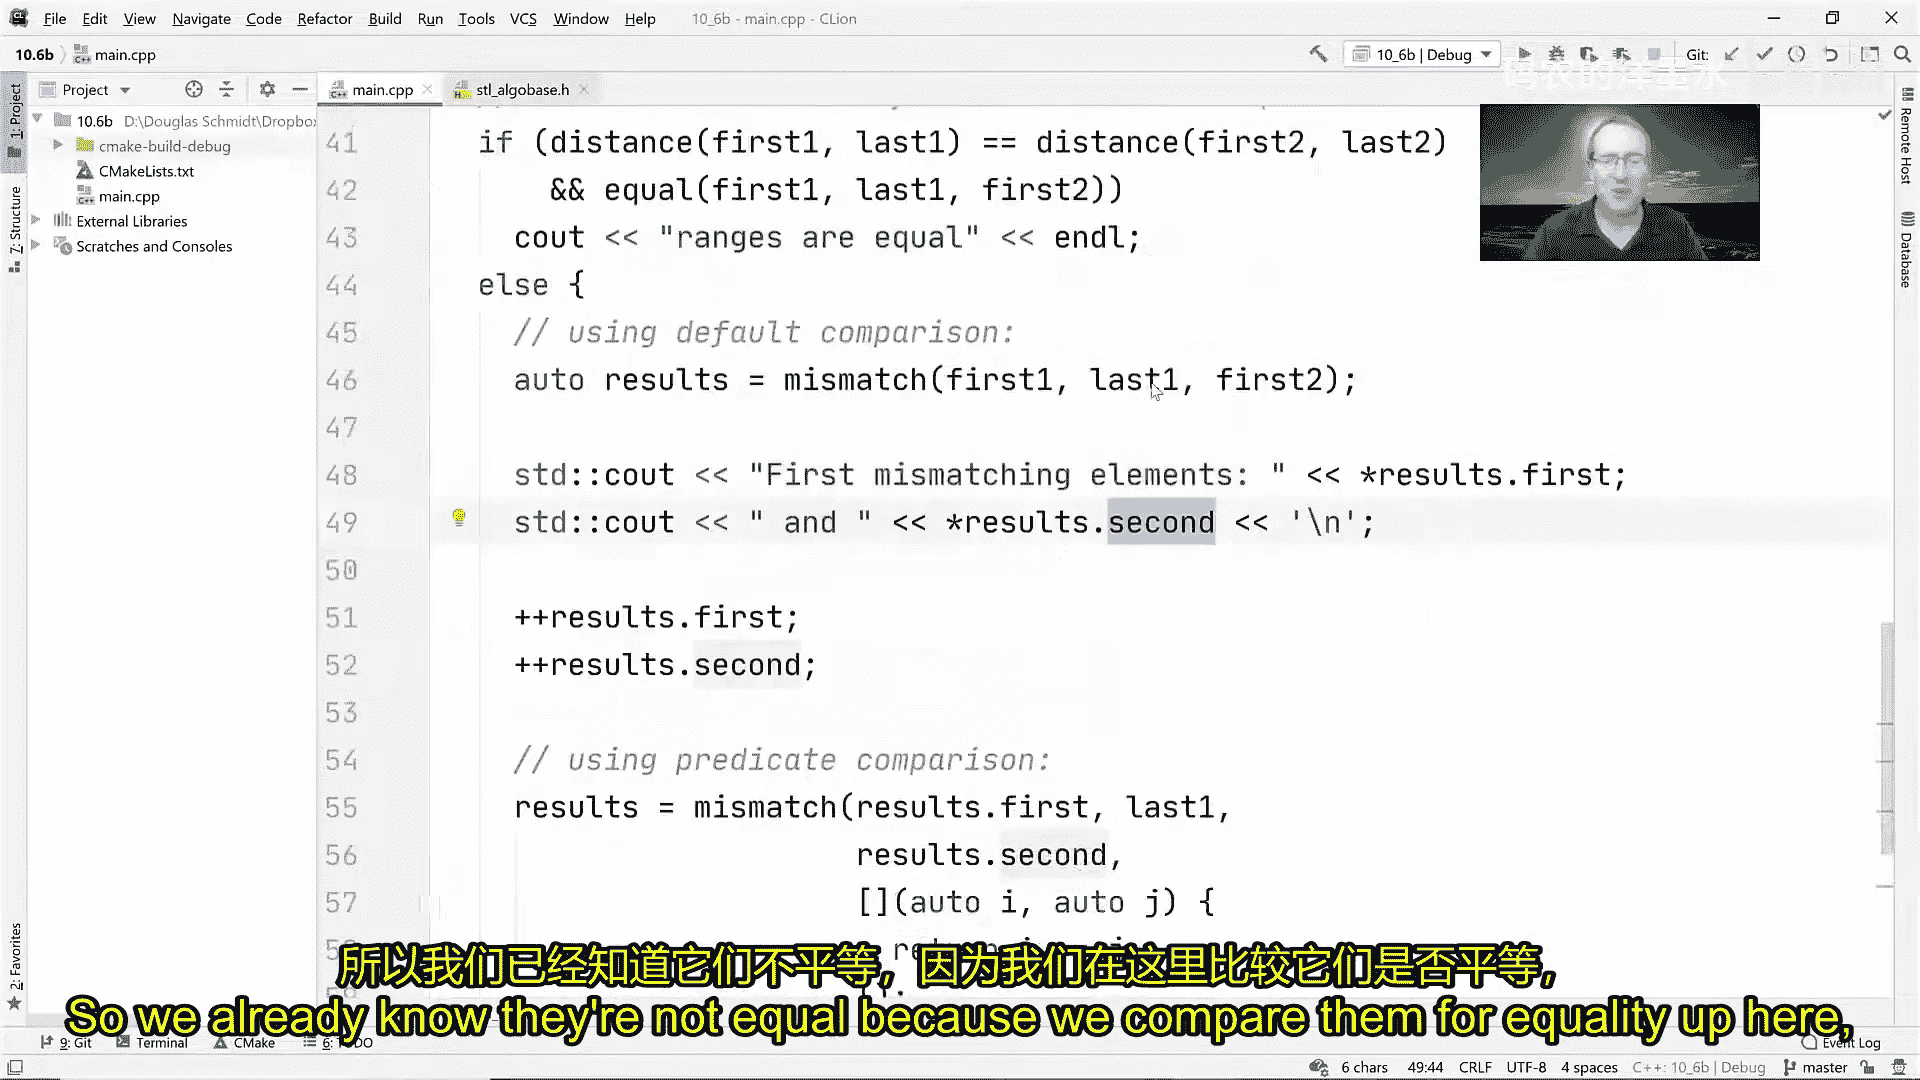 File Edit View Navigate Code Refactor Build Run Tools VCS Window Help 10_6b - main.cpp - CLion
10.6b main.cpp 10_6b | Debug Git:
Project main.cpp stl_algobase.h
1: Project
7: Structure
2: Favorites
10.6b D:\Douglas Schmidt\Dropbo
cmake-build-debug
CMakeLists.txt
main.cpp
External Libraries
Scratches and Consoles
41 if (distance(first1, last1) == distance(first2, last2)
42 && equal(first1, last1, first2))
43 cout << "ranges are equal" << endl;
44 else {
45 // using default comparison:
46 auto results = mismatch(first1, last1, first2);
47
48 std::cout << "First mismatching elements: " << *results.first;
49 std::cout << " and " << *results.second << '\n';
50
51 ++results.first;
52 ++results.second;
53
54 // using predicate comparison:
55 results = mismatch(results.first, last1,
56 results.second,
57 [](auto i, auto j) {
Remote Host
Database
所以我们已经知道它们不平等，因为我们在这里比较它们是否平等，
So we already know they're not equal because we compare them for equality up here,
9: Git Terminal CMake 6: TODO Event Log
6 chars 49:44 CRLF UTF-8 4 spaces C++: 10_6b | Debug master